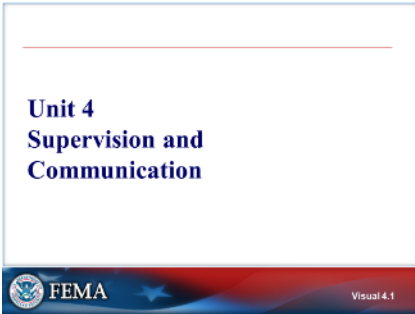 Unit 4
Supervision and
Communication
FEMA
Visual 4.1